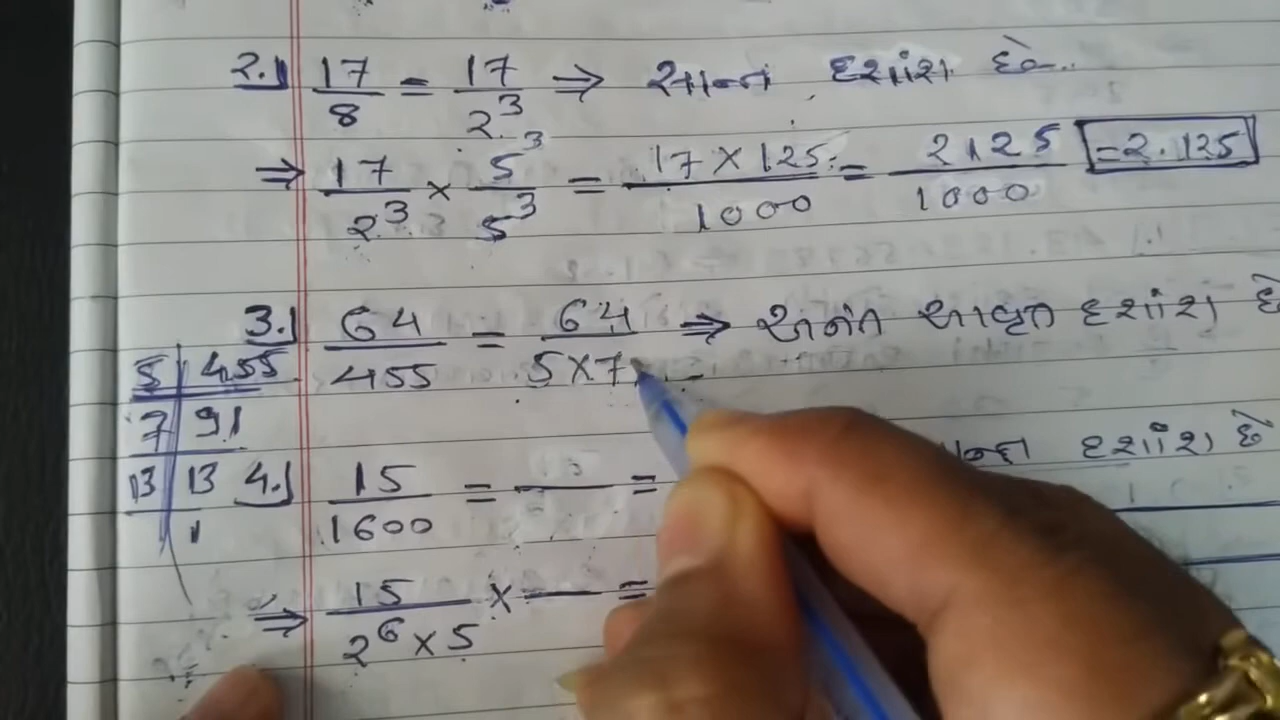 2.] 17/8 = 17/2³ ⇒ સાન્ત દશાંશ છે.
⇒ 17/2³ × 5³/5³ = 17×125/1000 = 2125/1000 = 2.125
3.] 64/455 = 64/5×7 ⇒ અનંત આવૃત દશાંશ છે
5 | 455
7 | 91
13 | 13
1
4.] 15/1600 = — = દશાંશ છે
⇒ 15/2⁶×5 × — =